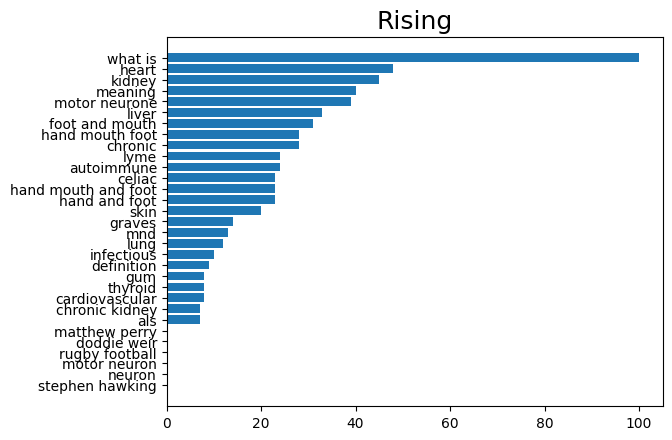 Rising
what is
heart
kidney
meaning
motor neurone
liver
foot and mouth
hand mouth foot
chronic
lyme
autoimmune
celiac
hand mouth and foot
hand and foot
skin
graves
mnd
lung
infectious
definition
gum
thyroid
cardiovascular
chronic kidney
als
matthew perry
doddie weir
rugby football
motor neuron
neuron
stephen hawking
0 20 40 60 80 100